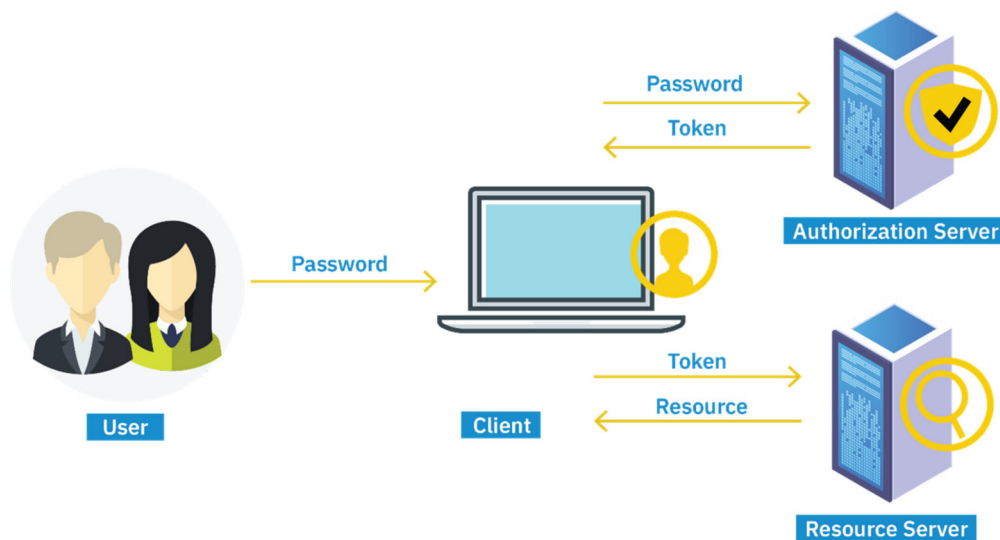 Password
Token
Authorization Server
Password
Token
Resource
User
Client
Resource Server